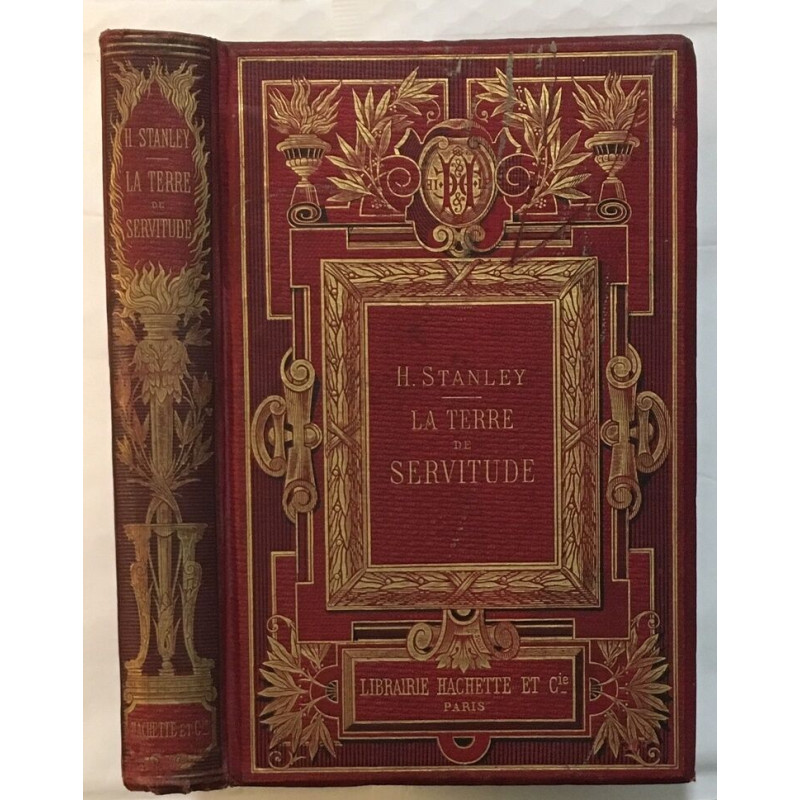 H. STANLEY
LA TERRE
DE
SERVITUDE
HACHETTE ET Cie
H
H. STANLEY
LA TERRE
DE
SERVITUDE
LIBRAIRIE HACHETTE ET Cie
PARIS